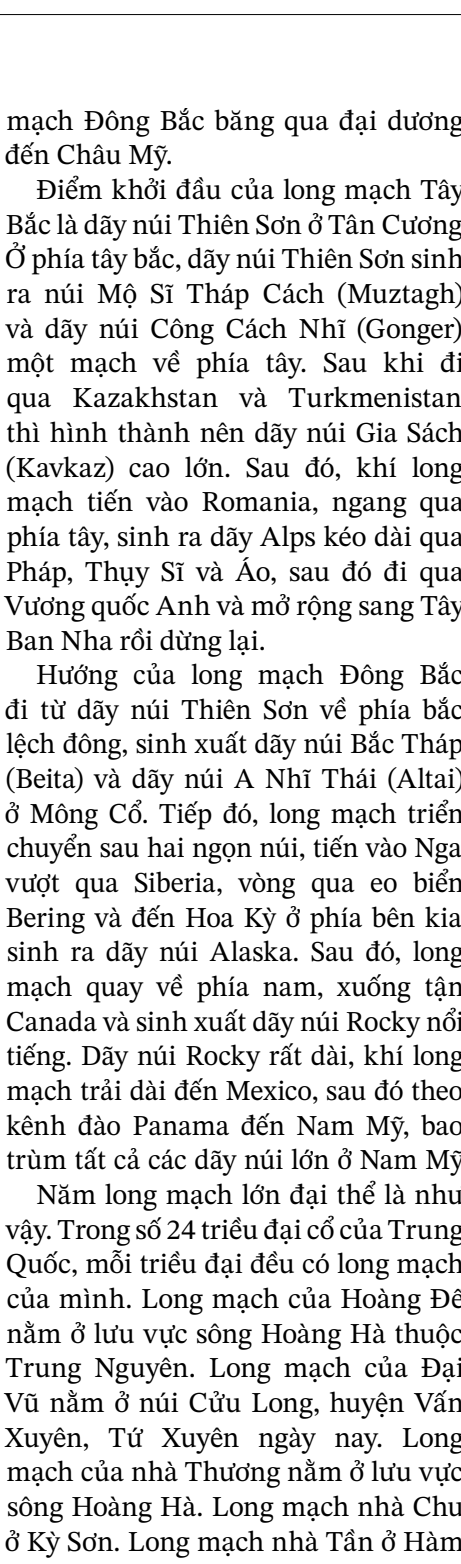 mạch Đông Bắc băng qua đại dương
đến Châu Mỹ.
Điểm khởi đầu của long mạch Tây
Bắc là dãy núi Thiên Sơn ở Tân Cương
Ở phía tây bắc, dãy núi Thiên Sơn sinh
ra núi Mộ Sĩ Tháp Cách (Muztagh)
và dãy núi Công Cách Nhĩ (Gonger)
một mạch về phía tây. Sau khi đi
qua Kazakhstan và Turkmenistan
thì hình thành nên dãy núi Gia Sách
(Kavkaz) cao lớn. Sau đó, khí long
mạch tiến vào Romania, ngang qua
phía tây, sinh ra dãy Alps kéo dài qua
Pháp, Thụy Sĩ và Áo, sau đó đi qua
Vương quốc Anh và mở rộng sang Tây
Ban Nha rồi dừng lại.
Hướng của long mạch Đông Bắc
đi từ dãy núi Thiên Sơn về phía bắc
lệch đông, sinh xuất dãy núi Bắc Tháp
(Beita) và dãy núi A Nhĩ Thái (Altai)
ở Mông Cổ. Tiếp đó, long mạch triển
chuyển sau hai ngọn núi, tiến vào Nga
vượt qua Siberia, vòng qua eo biển
Bering và đến Hoa Kỳ ở phía bên kia
sinh ra dãy núi Alaska. Sau đó, long
mạch quay về phía nam, xuống tận
Canada và sinh xuất dãy núi Rocky nổi
tiếng. Dãy núi Rocky rất dài, khí long
mạch trải dài đến Mexico, sau đó theo
kênh đào Panama đến Nam Mỹ, bao
trùm tất cả các dãy núi lớn ở Nam Mỹ
Năm long mạch lớn đại thể là như
vậy. Trong số 24 triều đại cổ của Trung
Quốc, mỗi triều đại đều có long mạch
của mình. Long mạch của Hoàng Đế
nằm ở lưu vực sông Hoàng Hà thuộc
Trung Nguyên. Long mạch của Đại
Vũ nằm ở núi Cửu Long, huyện Vấn
Xuyên, Tứ Xuyên ngày nay. Long
mạch của nhà Thương nằm ở lưu vực
sông Hoàng Hà. Long mạch nhà Chu
ở Kỳ Sơn. Long mạch nhà Tần ở Hàm